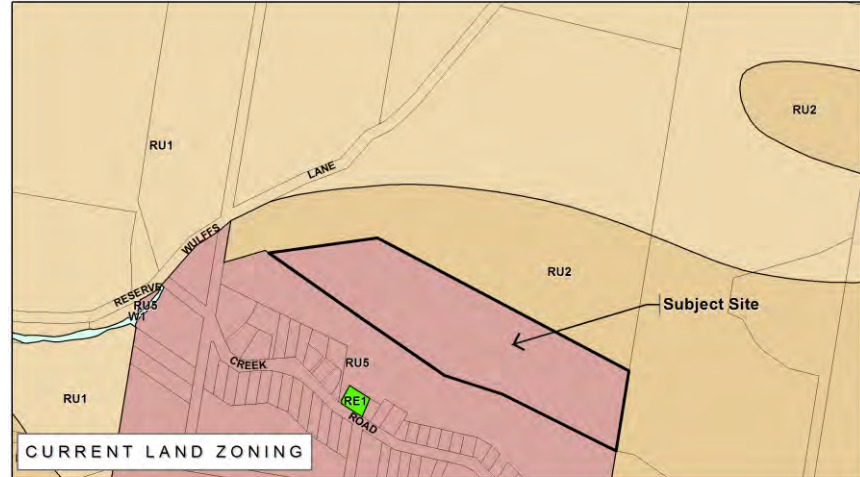 RU2
RU1
LANE
WULFFS
RU2
RESERVE
RU5
W1
Subject Site
CREEK
RU5
RU1
RE1
ROAD
CURRENT LAND ZONING